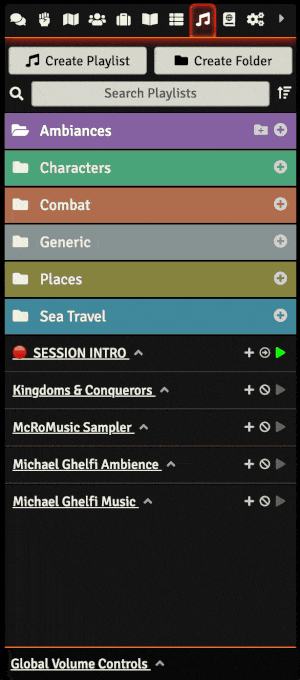 Create Playlist
Create Folder
Search Playlists
Ambiances
Characters
Combat
Generic
Places
Sea Travel
SESSION INTRO
Kingdoms & Conquerors
McRoMusic Sampler
Michael Ghelfi Ambience
Michael Ghelfi Music
Global Volume Controls